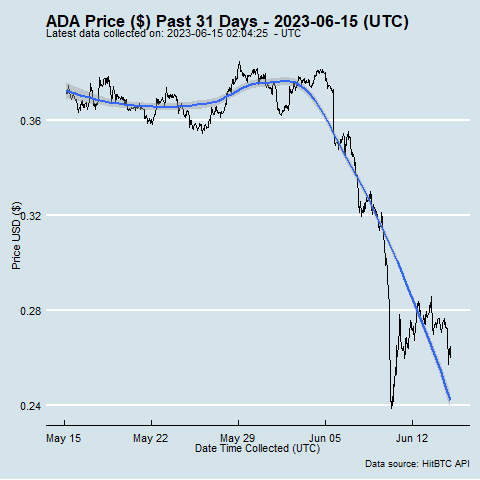 ADA Price ($) Past 31 Days - 2023-06-15 (UTC)
Latest data collected on: 2023-06-15 02:04:25  - UTC
Price USD ($)
0.36
0.32
0.28
0.24
May 15
May 22
May 29
Jun 05
Jun 12
Date Time Collected (UTC)
Data source: HitBTC API